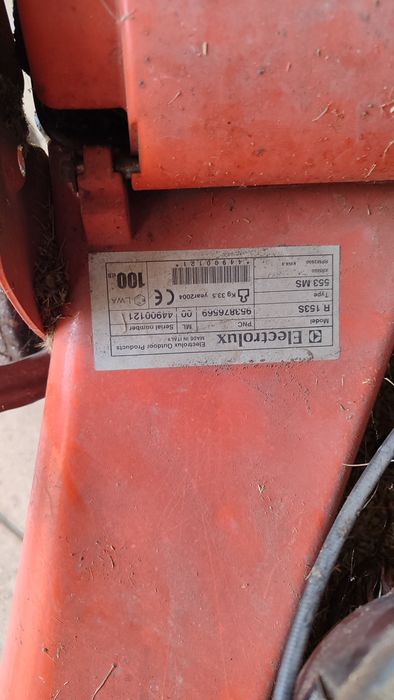 Electrolux
Electrolux Outdoor Products
MADE IN ITALY
Model
R 153S
PNC
953876569
ML
00
Serial number
44900121
Type
553 MS
Kg 33.5 year2004
CE
LWA
100 dB
*44900121*